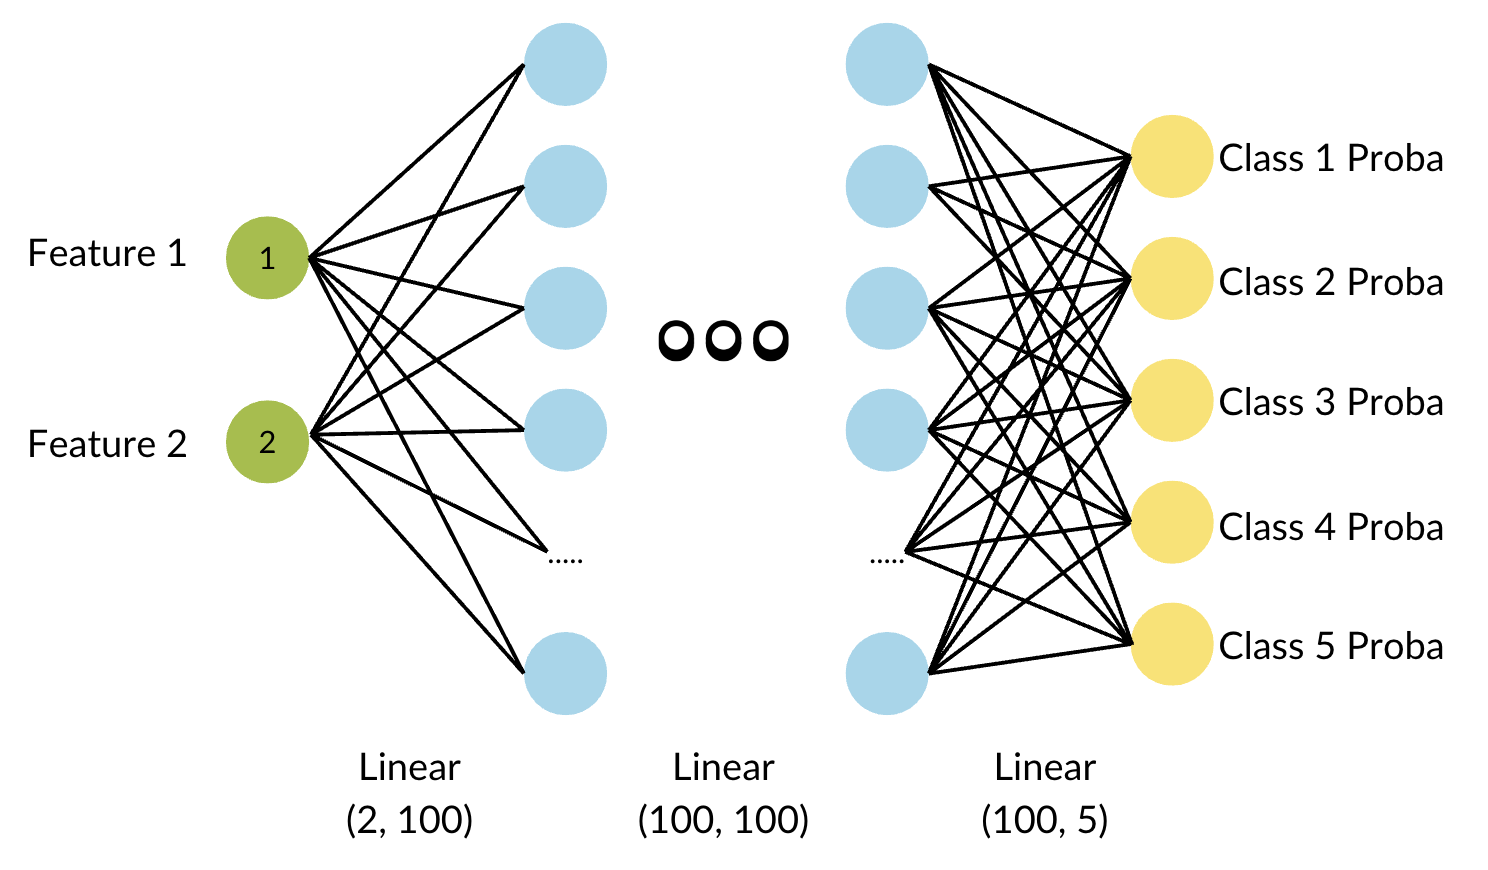 Feature 1
1
Feature 2
2
.....
.....
Class 1 Proba
Class 2 Proba
Class 3 Proba
Class 4 Proba
Class 5 Proba
Linear
(2, 100)
Linear
(100, 100)
Linear
(100, 5)